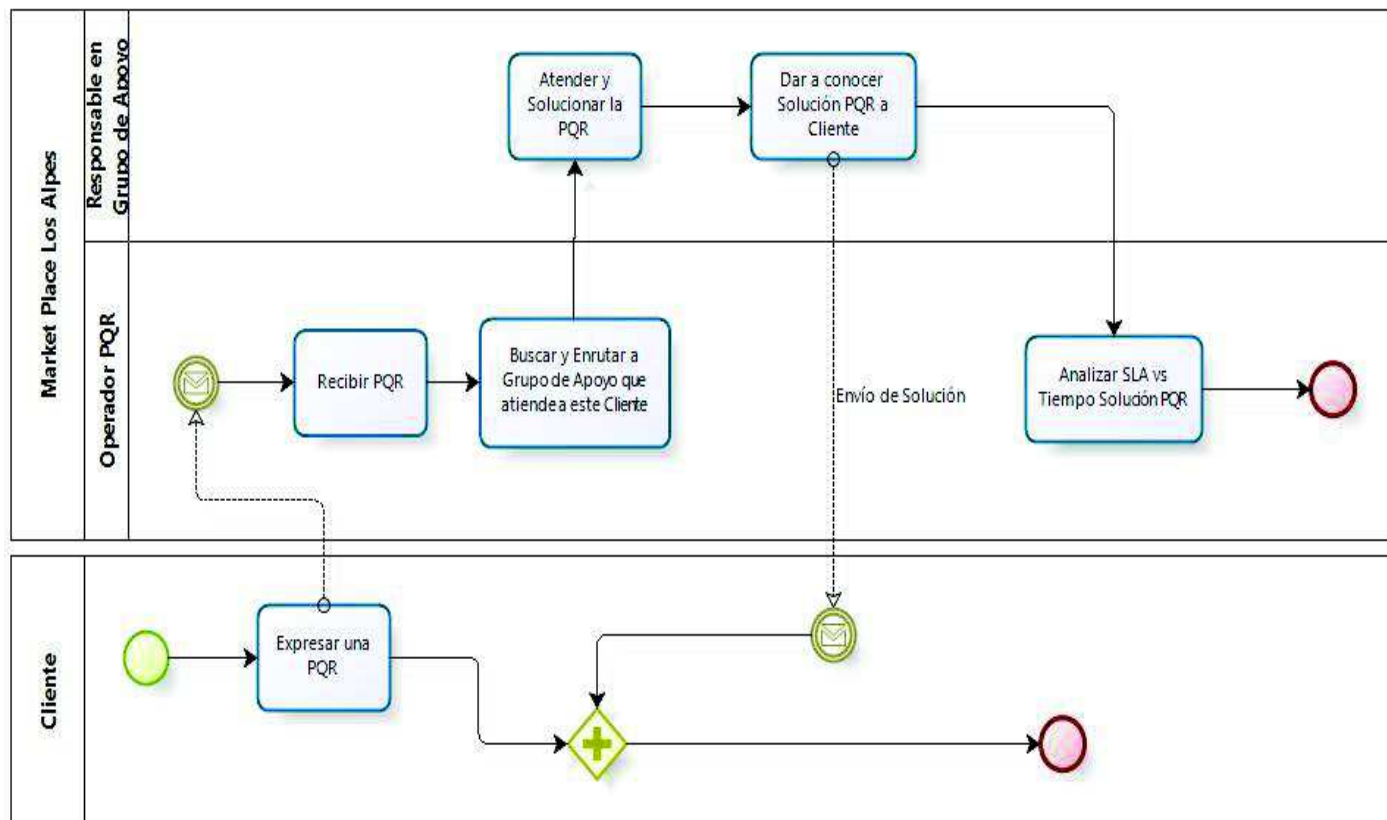 Market Place Los Alpes
Responsable en
Grupo de Apoyo
Atender y
Solucionar la
PQR
Dar a conocer
Solución PQR a
Cliente
Operador PQR
Recibir PQR
Buscar y Enrutar a
Grupo de Apoyo que
atiende a este Cliente
Envío de Solución
Analizar SLA vs
Tiempo Solución PQR
Cliente
Expresar una
PQR